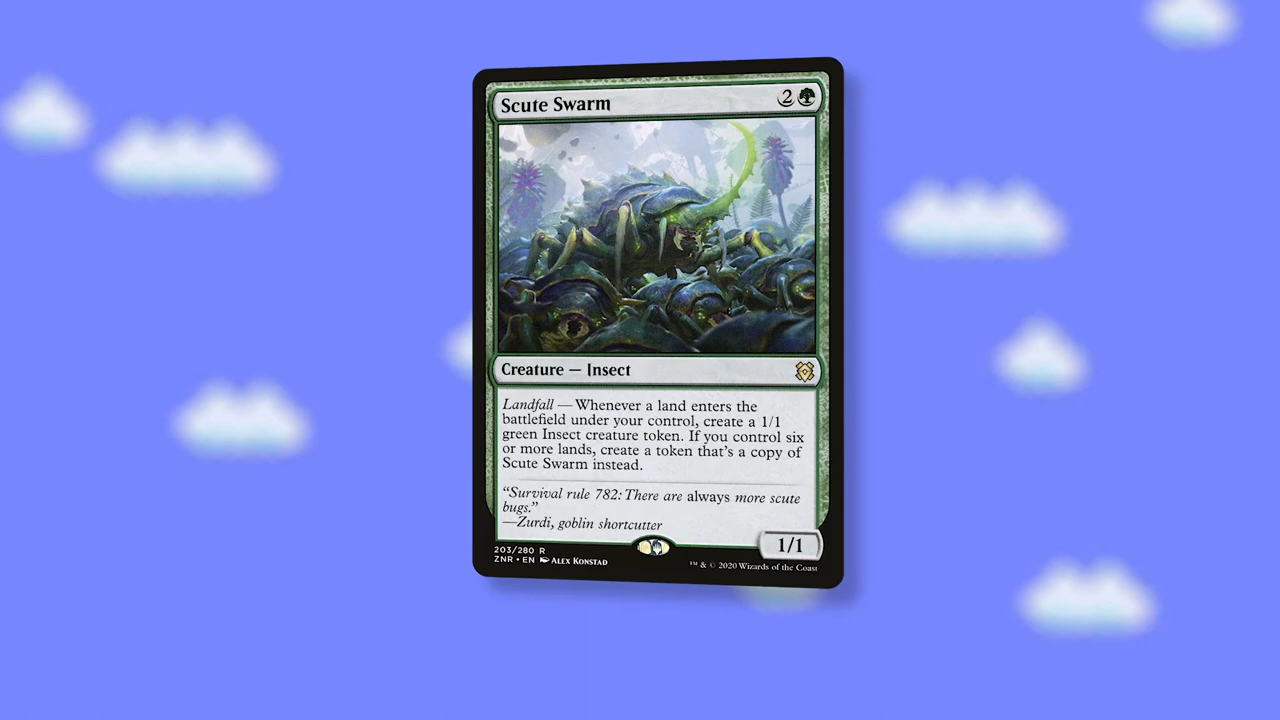 Scute Swarm 2
Creature — Insect
Landfall — Whenever a land enters the
battlefield under your control, create a 1/1
green Insect creature token. If you control six
or more lands, create a token that's a copy of
Scute Swarm instead.
“Survival rule 782: There are always more scute
bugs.”
—Zurdi, goblin shortcutter
1/1
203/280 R
ZNR • EN Alex Konstad
™ & © 2020 Wizards of the Coast